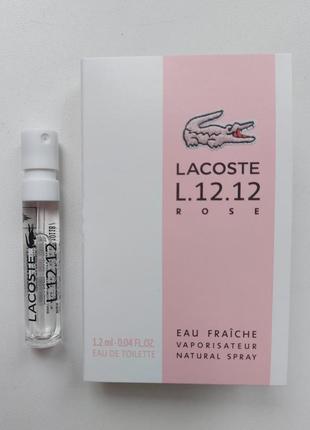 LACOSTE
L.12.12
LACOSTE
L.12.12
ROSE
1.2 ml - 0.04 FL.OZ.
EAU DE TOILETTE
EAU FRAÎCHE
VAPORISATEUR
NATURAL SPRAY